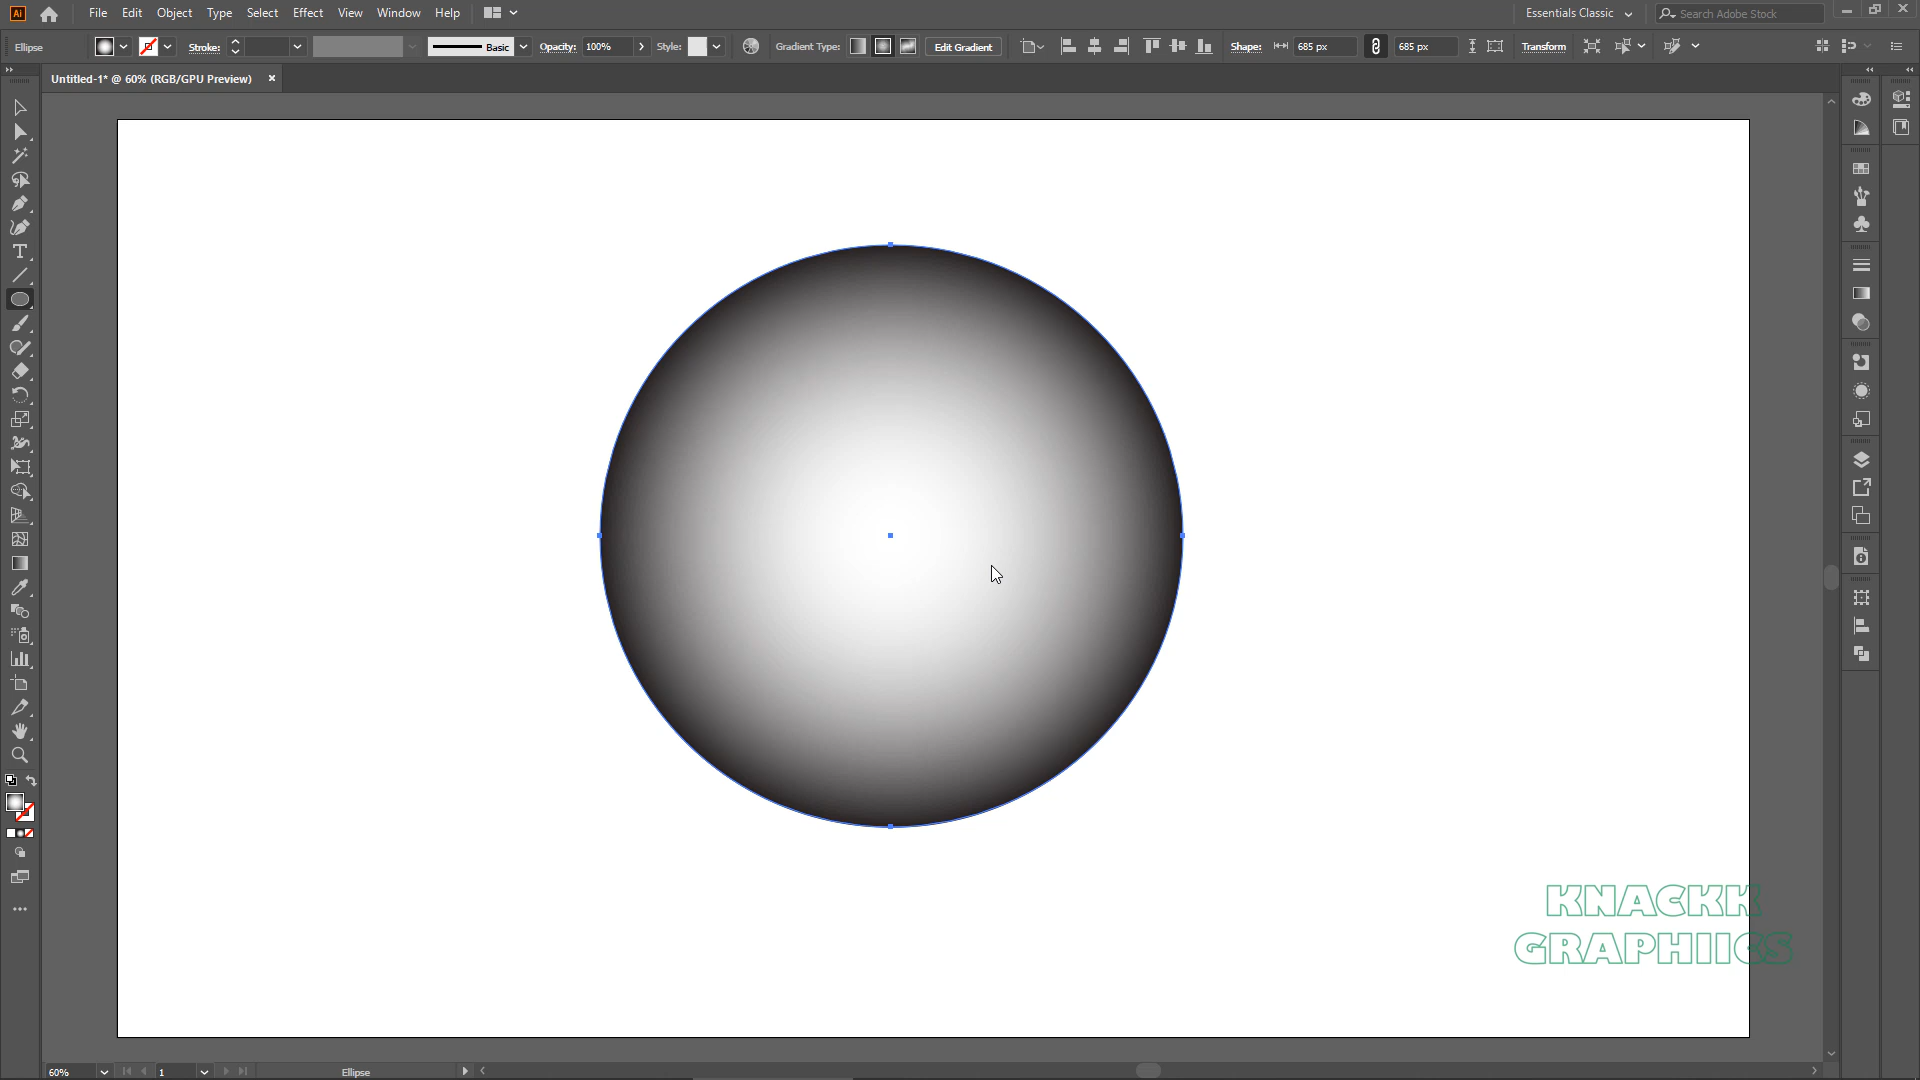 Ai File Edit Object Type Select Effect View Window Help Essentials Classic Search Adobe Stock
Ellipse Stroke: Basic Opacity: 100% Style: Gradient Type: Edit Gradient Shape: 685 px 685 px Transform
Untitled-1* @ 60% (RGB/GPU Preview)
KNACKK
GRAPHIICS
60% 1 Ellipse